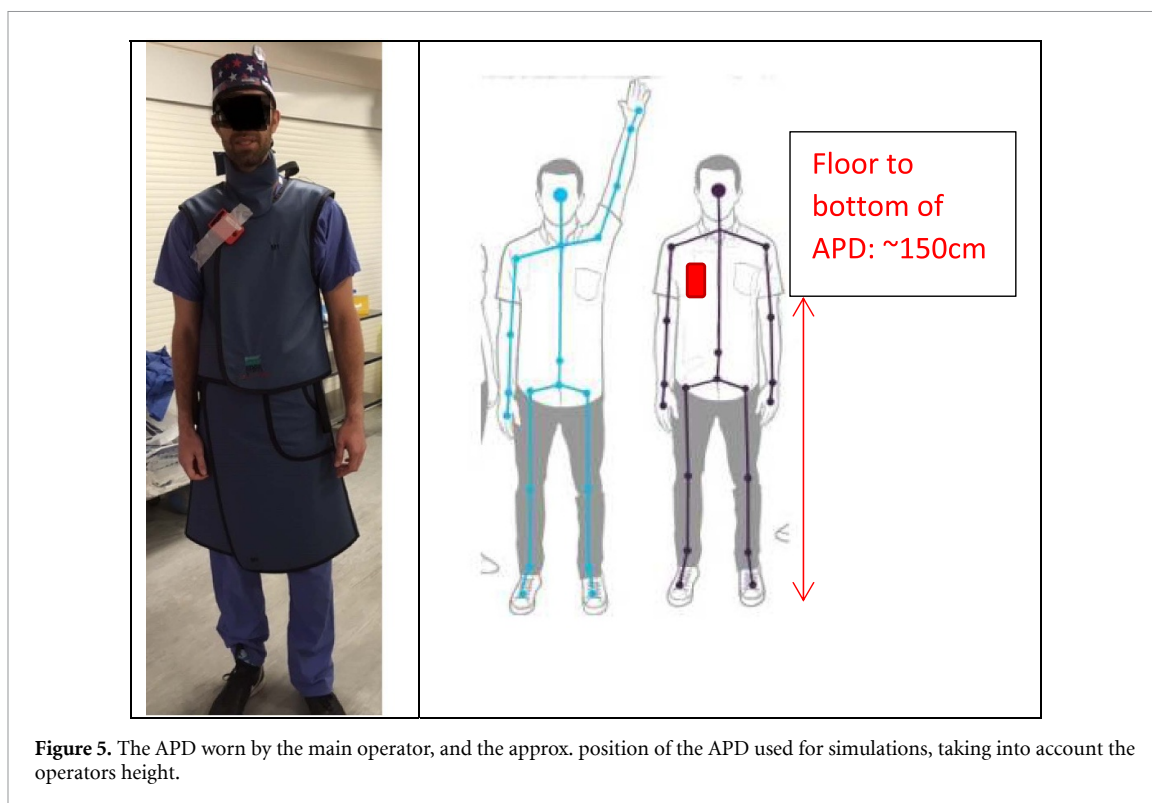 Floor to
bottom of
APD: ~150cm
Figure 5. The APD worn by the main operator, and the approx. position of the APD used for simulations, taking into account the
operators height.